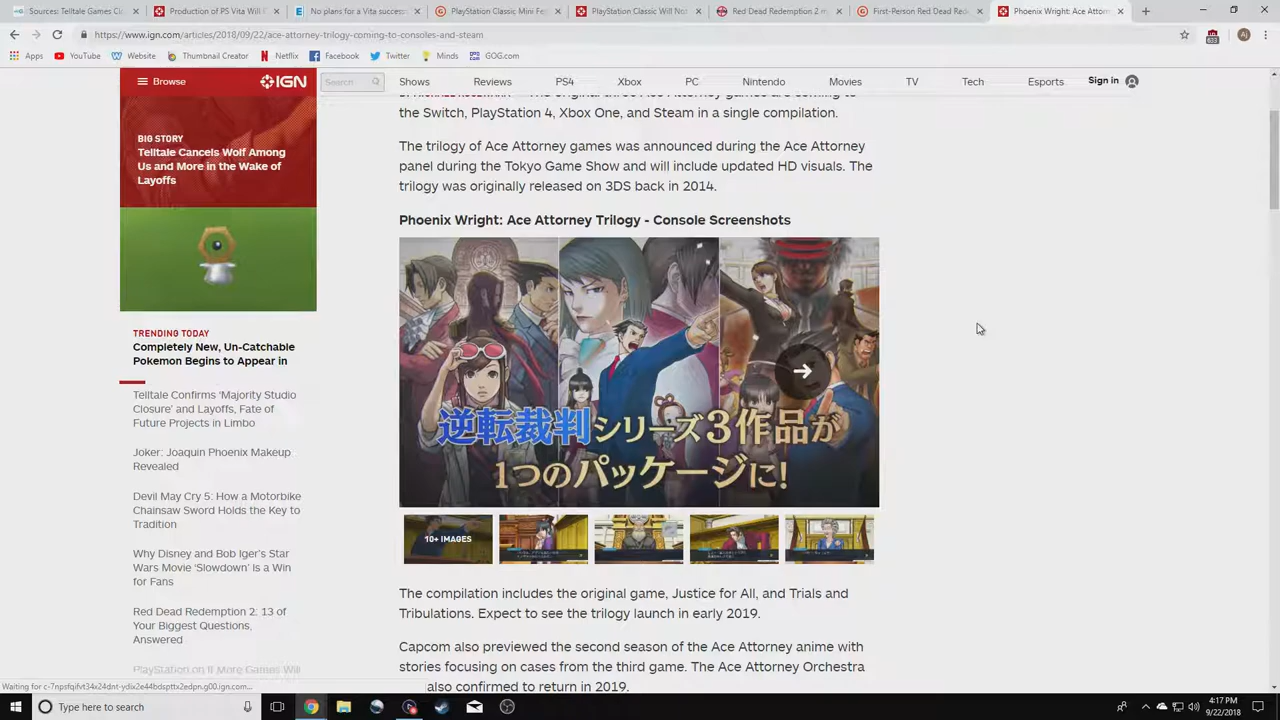 Sources: Telltale Games Clo
Production of PS Vita Will E
No plans for a Vita success
PlayStation Classic Mini Fe
PlayStation Classic Will No
Red Dead Redemption 2 m
First-Person Red Dead Re
Phoenix Wright: Ace Attorn
https://www.ign.com/articles/2018/09/22/ace-attorney-trilogy-coming-to-consoles-and-steam
Apps YouTube Website Thumbnail Creator Netflix Facebook Twitter Minds GOG.com
Browse IGN Search Shows Reviews PS4 Xbox PC Nintendo Movies TV Tech Esports Sign in
BIG STORY
Telltale Cancels Wolf Among
Us and More in the Wake of
Layoffs
TRENDING TODAY
Completely New, Un-Catchable
Pokemon Begins to Appear in
Telltale Confirms 'Majority Studio
Closure' and Layoffs, Fate of
Future Projects in Limbo
Joker: Joaquin Phoenix Makeup
Revealed
Devil May Cry 5: How a Motorbike
Chainsaw Sword Holds the Key to
Tradition
Why Disney and Bob Iger's Star
Wars Movie 'Slowdown' Is a Win
for Fans
Red Dead Redemption 2: 13 of
Your Biggest Questions,
Answered
PlayStation on 11 More Games Will
the Switch, PlayStation 4, Xbox One, and Steam in a single compilation.
The trilogy of Ace Attorney games was announced during the Ace Attorney
panel during the Tokyo Game Show and will include updated HD visuals. The
trilogy was originally released on 3DS back in 2014.
Phoenix Wright: Ace Attorney Trilogy - Console Screenshots
逆転裁判シリーズ3作品が
1つのパッケージに!
10+ IMAGES
The compilation includes the original game, Justice for All, and Trials and
Tribulations. Expect to see the trilogy launch in early 2019.
Capcom also previewed the second season of the Ace Attorney anime with
stories focusing on cases from the third game. The Ace Attorney Orchestra
also confirmed to return in 2019.
Type here to search
4:17 PM
9/22/2018